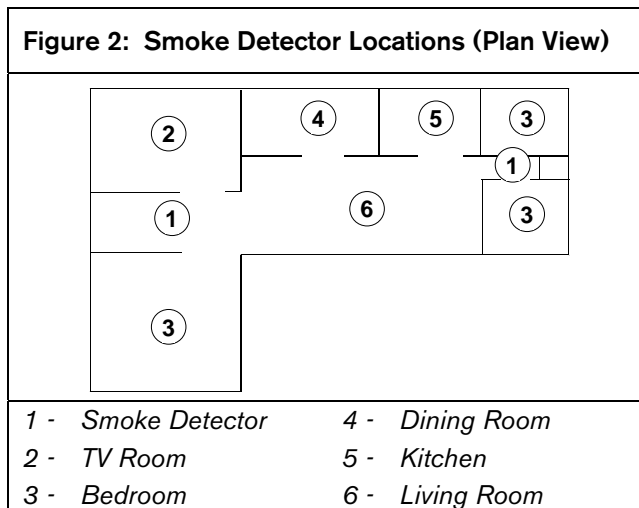 Figure 2: Smoke Detector Locations (Plan View)
2 4 5 3
1
1 6 3
3
1 - Smoke Detector 4 - Dining Room
2 - TV Room 5 - Kitchen
3 - Bedroom 6 - Living Room